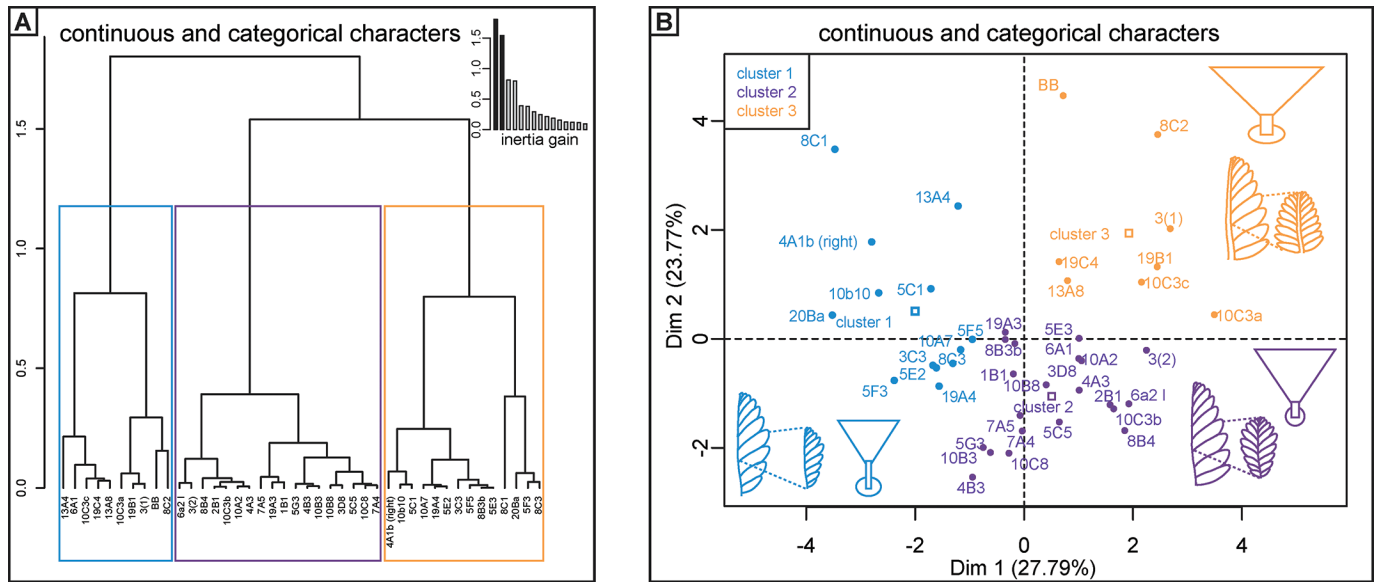 A
continuous and categorical characters
1.5
1.0
0.5
0.0
0.0
0.5
1.0
1.5
inertia gain
13A4
6A1
10C3c
19C4
13A8
10C3a
19B1
3(1)
BB
8C2
6a2 l
3(2)
8B4
2B1
10C3b
10A2
4A3
7A5
19A3
1B1
5G3
4B3
10B3
10B8
3D8
5C5
10C8
7A4
4A1b (right)
10b10
5C1
10A7
19A4
5E2
3C3
5F5
8B3b
5E3
8C1
20Ba
5F3
8C3
B
continuous and categorical characters
cluster 1
cluster 2
cluster 3
BB
8C2
8C1
13A4
4A1b (right)
3(1)
cluster 3
19C4
19B1
13A8
10C3c
10b10
5C1
20Ba
cluster 1
10C3a
5F5
19A3
5E3
10A7
8B3b
6A1
10A2
3(2)
3C3
8C3
5E2
1B1
3D8
5F3
19A4
10B8
4A3
2B1
6a2 l
cluster 2
10C3b
7A5
5C5
8B4
5G3
7A4
10B3
10C8
4B3
4
2
0
-2
Dim 2 (23.77%)
-4
-2
0
2
4
Dim 1 (27.79%)